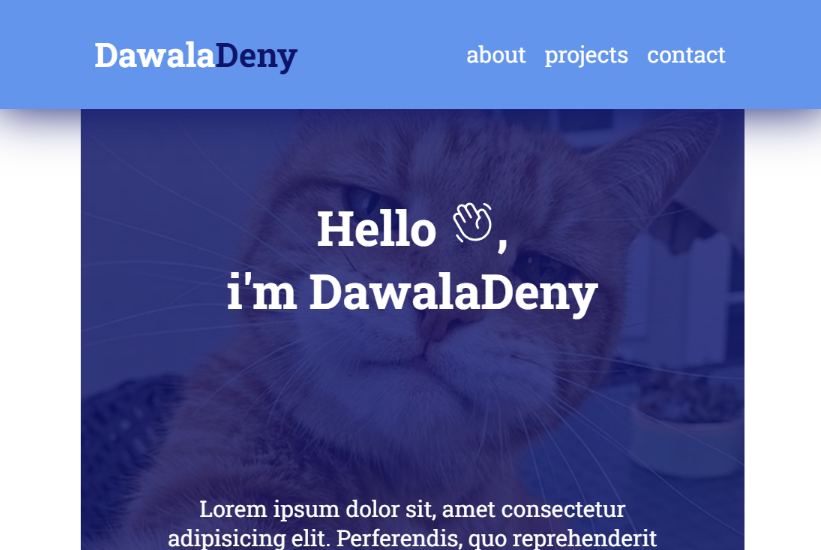 DawalaDeny
about projects contact
Hello 👋,
i'm DawalaDeny
Lorem ipsum dolor sit, amet consectetur
adipisicing elit. Perferendis, quo reprehenderit